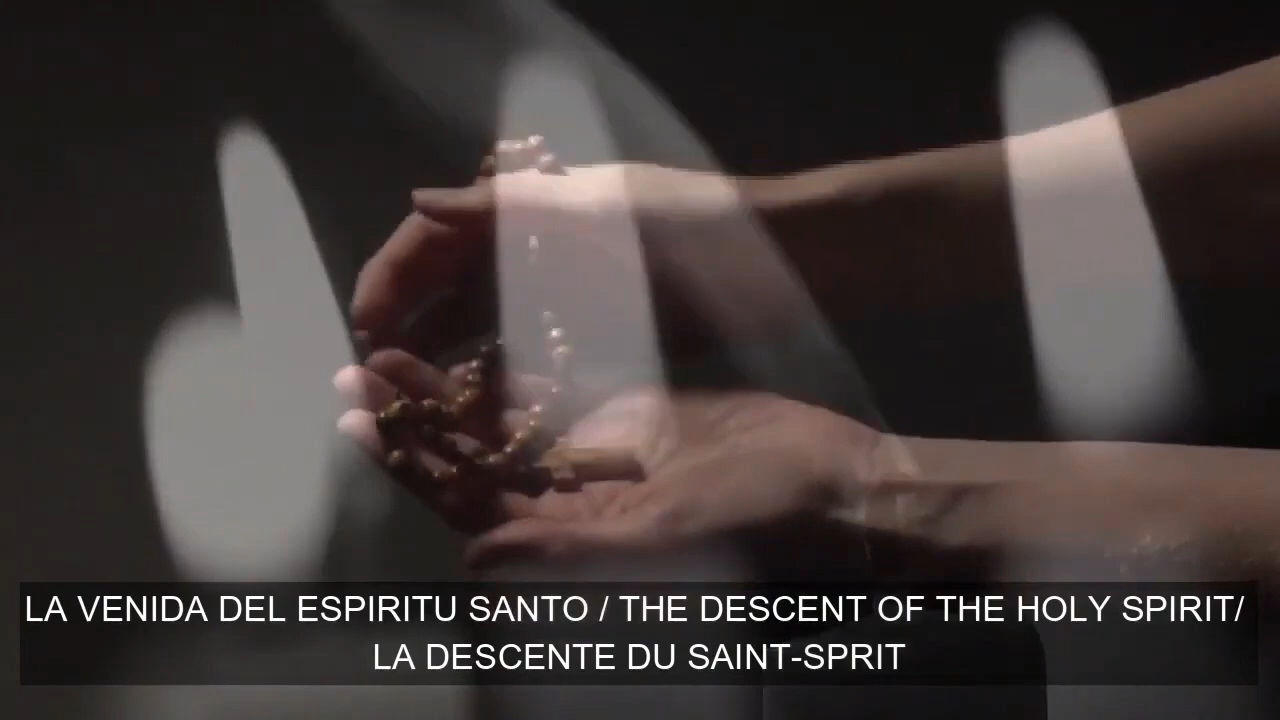 LA VENIDA DEL ESPIRITU SANTO / THE DESCENT OF THE HOLY SPIRIT/
LA DESCENTE DU SAINT-SPRIT